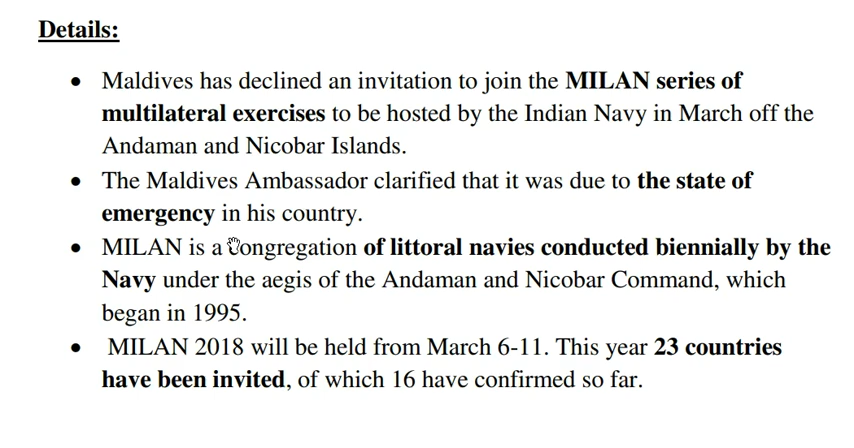 Details:
• Maldives has declined an invitation to join the MILAN series of
multilateral exercises to be hosted by the Indian Navy in March off the
Andaman and Nicobar Islands.
• The Maldives Ambassador clarified that it was due to the state of
emergency in his country.
• MILAN is a congregation of littoral navies conducted biennially by the
Navy under the aegis of the Andaman and Nicobar Command, which
began in 1995.
• MILAN 2018 will be held from March 6-11. This year 23 countries
have been invited, of which 16 have confirmed so far.